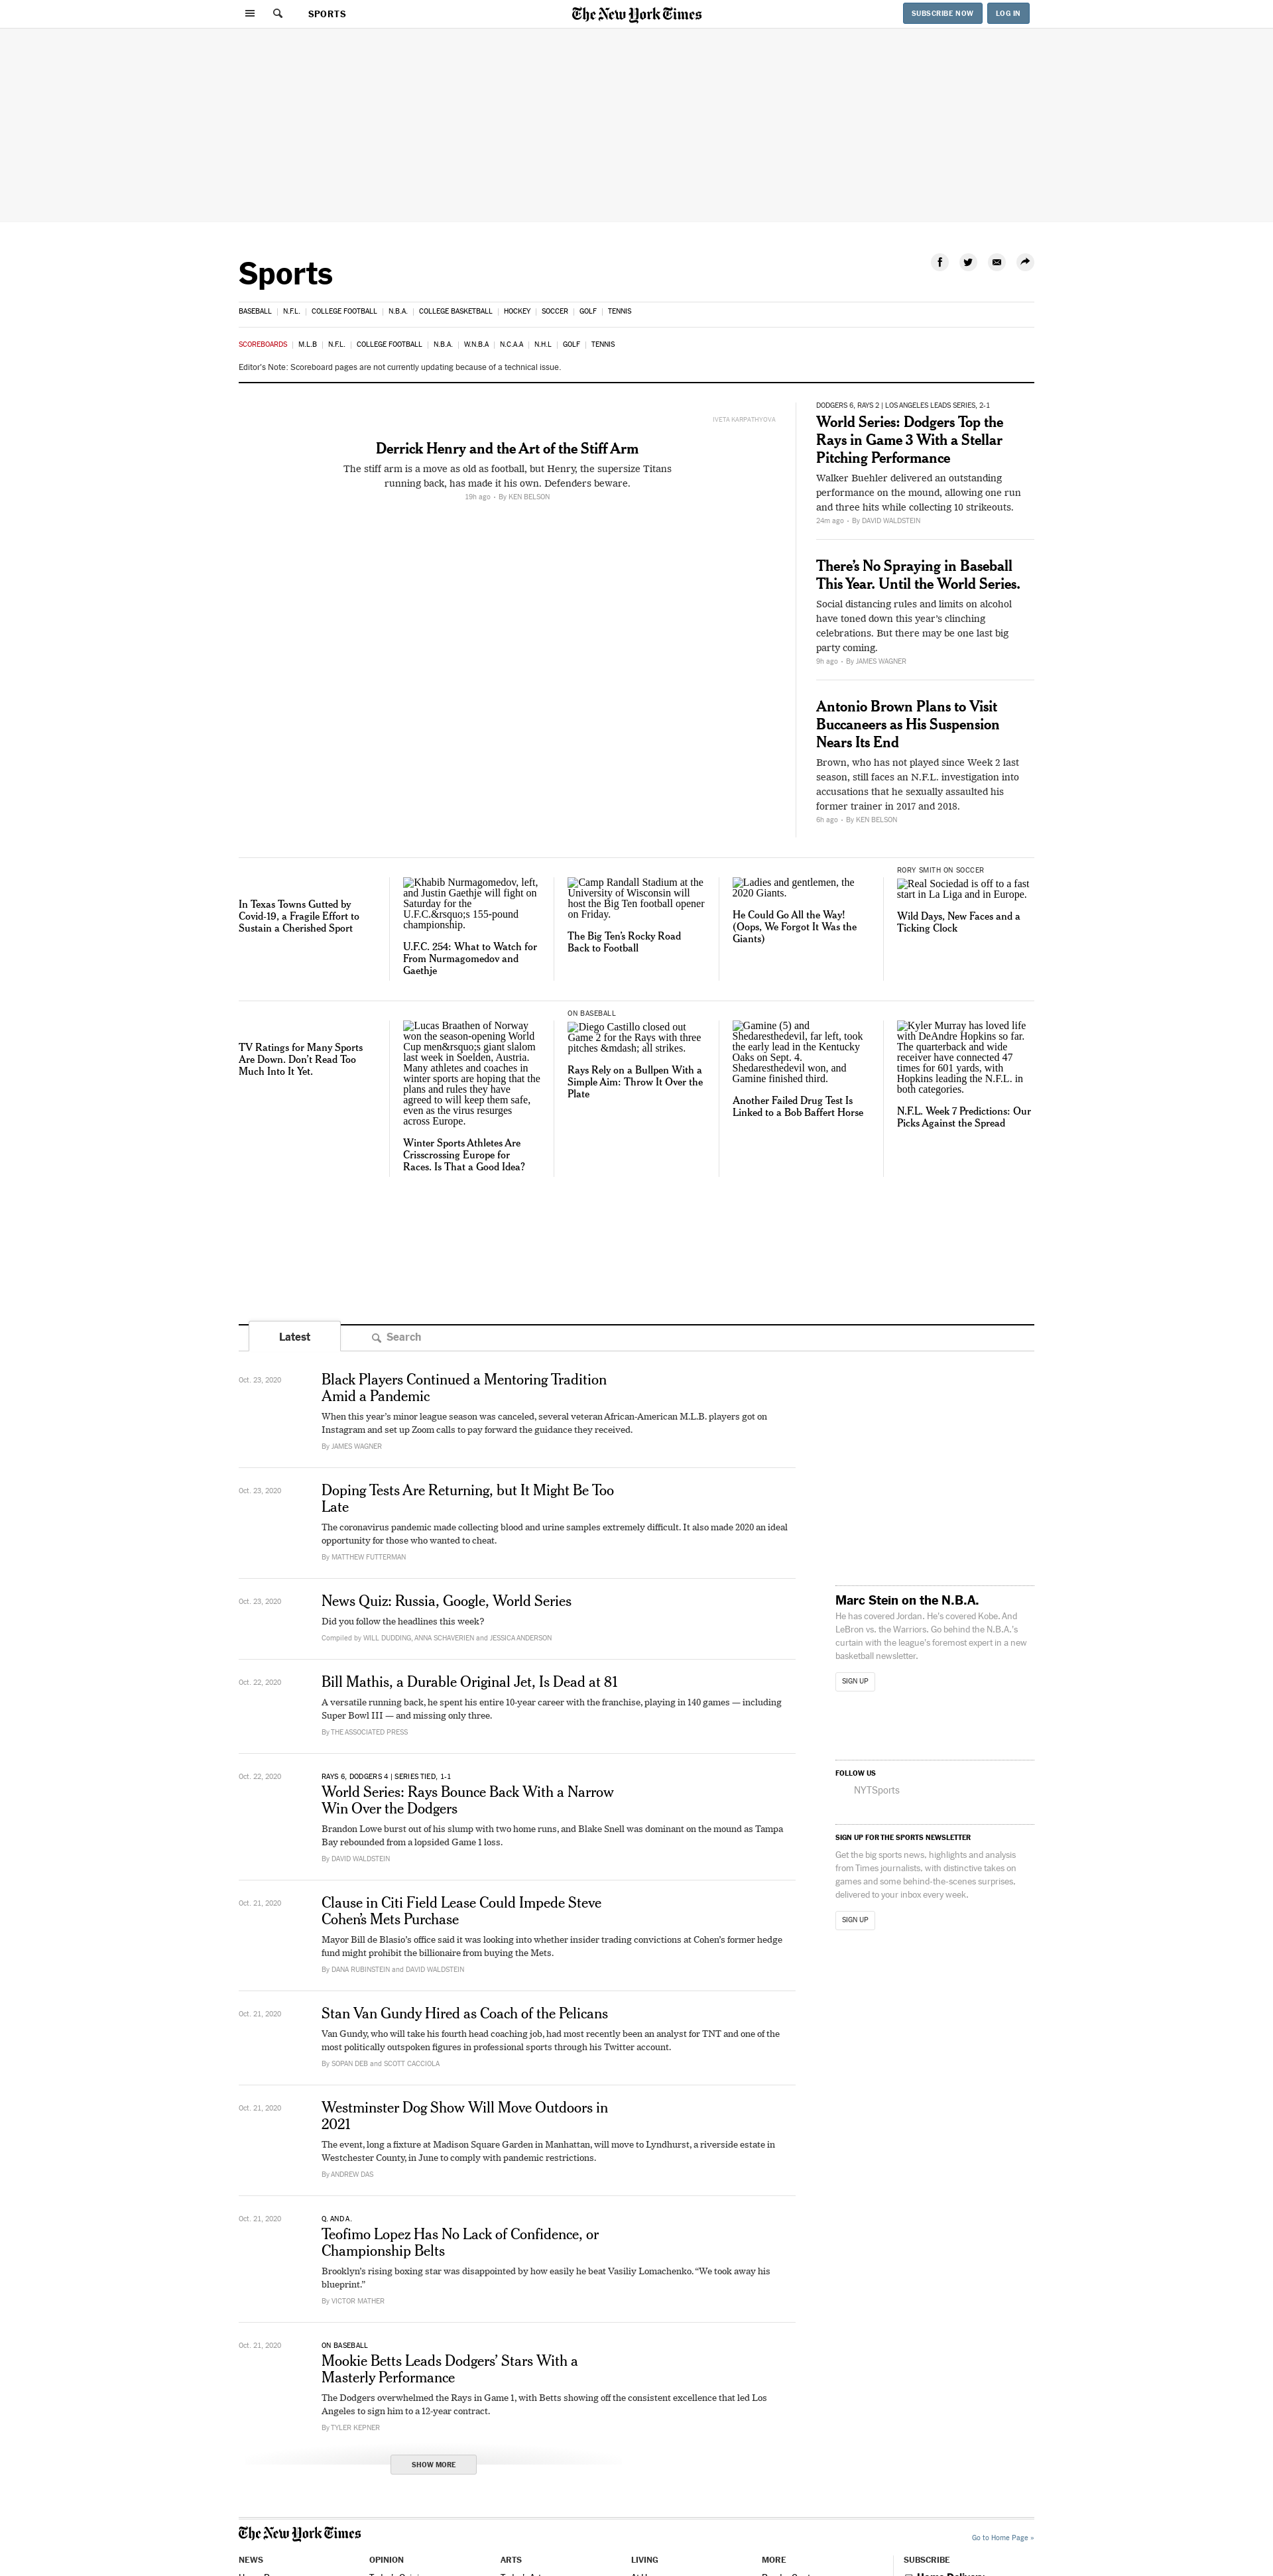 SPORTS
The New York Times
SUBSCRIBE NOW
LOG IN
Sports
BASEBALL
N.F.L.
COLLEGE FOOTBALL
N.B.A.
COLLEGE BASKETBALL
HOCKEY
SOCCER
GOLF
TENNIS
SCOREBOARDS
M.L.B
N.F.L.
COLLEGE FOOTBALL
N.B.A.
W.N.B.A
N.C.A.A
N.H.L
GOLF
TENNIS
Editor's Note: Scoreboard pages are not currently updating because of a technical issue.
IVETA KARPATHYOVA
Derrick Henry and the Art of the Stiff Arm
The stiff arm is a move as old as football, but Henry, the supersize Titans
running back, has made it his own. Defenders beware.
19h ago - By KEN BELSON
DODGERS 6, RAYS 2 | LOS ANGELES LEADS SERIES, 2-1
World Series: Dodgers Top the
Rays in Game 3 With a Stellar
Pitching Performance
Walker Buehler delivered an outstanding
performance on the mound, allowing one run
and three hits while collecting 10 strikeouts.
24m ago - By DAVID WALDSTEIN
There's No Spraying in Baseball
This Year. Until the World Series.
Social distancing rules and limits on alcohol
have toned down this year's clinching
celebrations. But there may be one last big
party coming.
9h ago - By JAMES WAGNER
Antonio Brown Plans to Visit
Buccaneers as His Suspension
Nears Its End
Brown, who has not played since Week 2 last
season, still faces an N.F.L. investigation into
accusations that he sexually assaulted his
former trainer in 2017 and 2018.
6h ago - By KEN BELSON
In Texas Towns Gutted by
Covid-19, a Fragile Effort to
Sustain a Cherished Sport
Khabib Nurmagomedov, left,
and Justin Gaethje will fight on
Saturday for the
U.F.C.&rsquo;s 155-pound
championship.
U.F.C. 254: What to Watch for
From Nurmagomedov and
Gaethje
Camp Randall Stadium at the
University of Wisconsin will
host the Big Ten football opener
on Friday.
The Big Ten's Rocky Road
Back to Football
Ladies and gentlemen, the
2020 Giants.
He Could Go All the Way!
(Oops, We Forgot It Was the
Giants)
RORY SMITH ON SOCCER
Real Sociedad is off to a fast
start in La Liga and in Europe.
Wild Days, New Faces and a
Ticking Clock
TV Ratings for Many Sports
Are Down. Don't Read Too
Much Into It Yet.
Lucas Braathen of Norway
won the season-opening World
Cup men&rsquo;s giant slalom
last week in Soelden, Austria.
Many athletes and coaches in
winter sports are hoping that the
plans and rules they have
agreed to will keep them safe,
even as the virus resurges
across Europe.
Winter Sports Athletes Are
Crisscrossing Europe for
Races. Is That a Good Idea?
ON BASEBALL
Diego Castillo closed out
Game 2 for the Rays with three
pitches &mdash; all strikes.
Rays Rely on a Bullpen With a
Simple Aim: Throw It Over the
Plate
Gamine (5) and
Shedaresthedevil, far left, took
the early lead in the Kentucky
Oaks on Sept. 4.
Shedaresthedevil won, and
Gamine finished third.
Another Failed Drug Test Is
Linked to a Bob Baffert Horse
Kyler Murray has loved life
with DeAndre Hopkins so far.
The quarterback and wide
receiver have connected 47
times for 601 yards, with
Hopkins leading the N.F.L. in
both categories.
N.F.L. Week 7 Predictions: Our
Picks Against the Spread
Latest
Search
Oct. 23, 2020
Black Players Continued a Mentoring Tradition
Amid a Pandemic
When this year's minor league season was canceled, several veteran African-American M.L.B. players got on
Instagram and set up Zoom calls to pay forward the guidance they received.
By JAMES WAGNER
Oct. 23, 2020
Doping Tests Are Returning, but It Might Be Too
Late
The coronavirus pandemic made collecting blood and urine samples extremely difficult. It also made 2020 an ideal
opportunity for those who wanted to cheat.
By MATTHEW FUTTERMAN
Oct. 23, 2020
News Quiz: Russia, Google, World Series
Did you follow the headlines this week?
Compiled by WILL DUDDING, ANNA SCHAVERIEN and JESSICA ANDERSON
Oct. 22, 2020
Bill Mathis, a Durable Original Jet, Is Dead at 81
A versatile running back, he spent his entire 10-year career with the franchise, playing in 140 games — including
Super Bowl III — and missing only three.
By THE ASSOCIATED PRESS
Oct. 22, 2020
RAYS 6, DODGERS 4 | SERIES TIED, 1-1
World Series: Rays Bounce Back With a Narrow
Win Over the Dodgers
Brandon Lowe burst out of his slump with two home runs, and Blake Snell was dominant on the mound as Tampa
Bay rebounded from a lopsided Game 1 loss.
By DAVID WALDSTEIN
Oct. 21, 2020
Clause in Citi Field Lease Could Impede Steve
Cohen's Mets Purchase
Mayor Bill de Blasio's office said it was looking into whether insider trading convictions at Cohen's former hedge
fund might prohibit the billionaire from buying the Mets.
By DANA RUBINSTEIN and DAVID WALDSTEIN
Oct. 21, 2020
Stan Van Gundy Hired as Coach of the Pelicans
Van Gundy, who will take his fourth head coaching job, had most recently been an analyst for TNT and one of the
most politically outspoken figures in professional sports through his Twitter account.
By SOPAN DEB and SCOTT CACCIOLA
Oct. 21, 2020
Westminster Dog Show Will Move Outdoors in
2021
The event, long a fixture at Madison Square Garden in Manhattan, will move to Lyndhurst, a riverside estate in
Westchester County, in June to comply with pandemic restrictions.
By ANDREW DAS
Oct. 21, 2020
Q. AND A.
Teofimo Lopez Has No Lack of Confidence, or
Championship Belts
Brooklyn's rising boxing star was disappointed by how easily he beat Vasiliy Lomachenko. “We took away his
blueprint.”
By VICTOR MATHER
Oct. 21, 2020
ON BASEBALL
Mookie Betts Leads Dodgers' Stars With a
Masterly Performance
The Dodgers overwhelmed the Rays in Game 1, with Betts showing off the consistent excellence that led Los
Angeles to sign him to a 12-year contract.
By TYLER KEPNER
SHOW MORE
Marc Stein on the N.B.A.
He has covered Jordan. He's covered Kobe. And
LeBron vs. the Warriors. Go behind the N.B.A.'s
curtain with the league's foremost expert in a new
basketball newsletter.
SIGN UP
FOLLOW US
NYTSports
SIGN UP FOR THE SPORTS NEWSLETTER
Get the big sports news, highlights and analysis
from Times journalists, with distinctive takes on
games and some behind-the-scenes surprises,
delivered to your inbox every week.
SIGN UP
The New York Times
Go to Home Page »
NEWS
OPINION
ARTS
LIVING
MORE
SUBSCRIBE